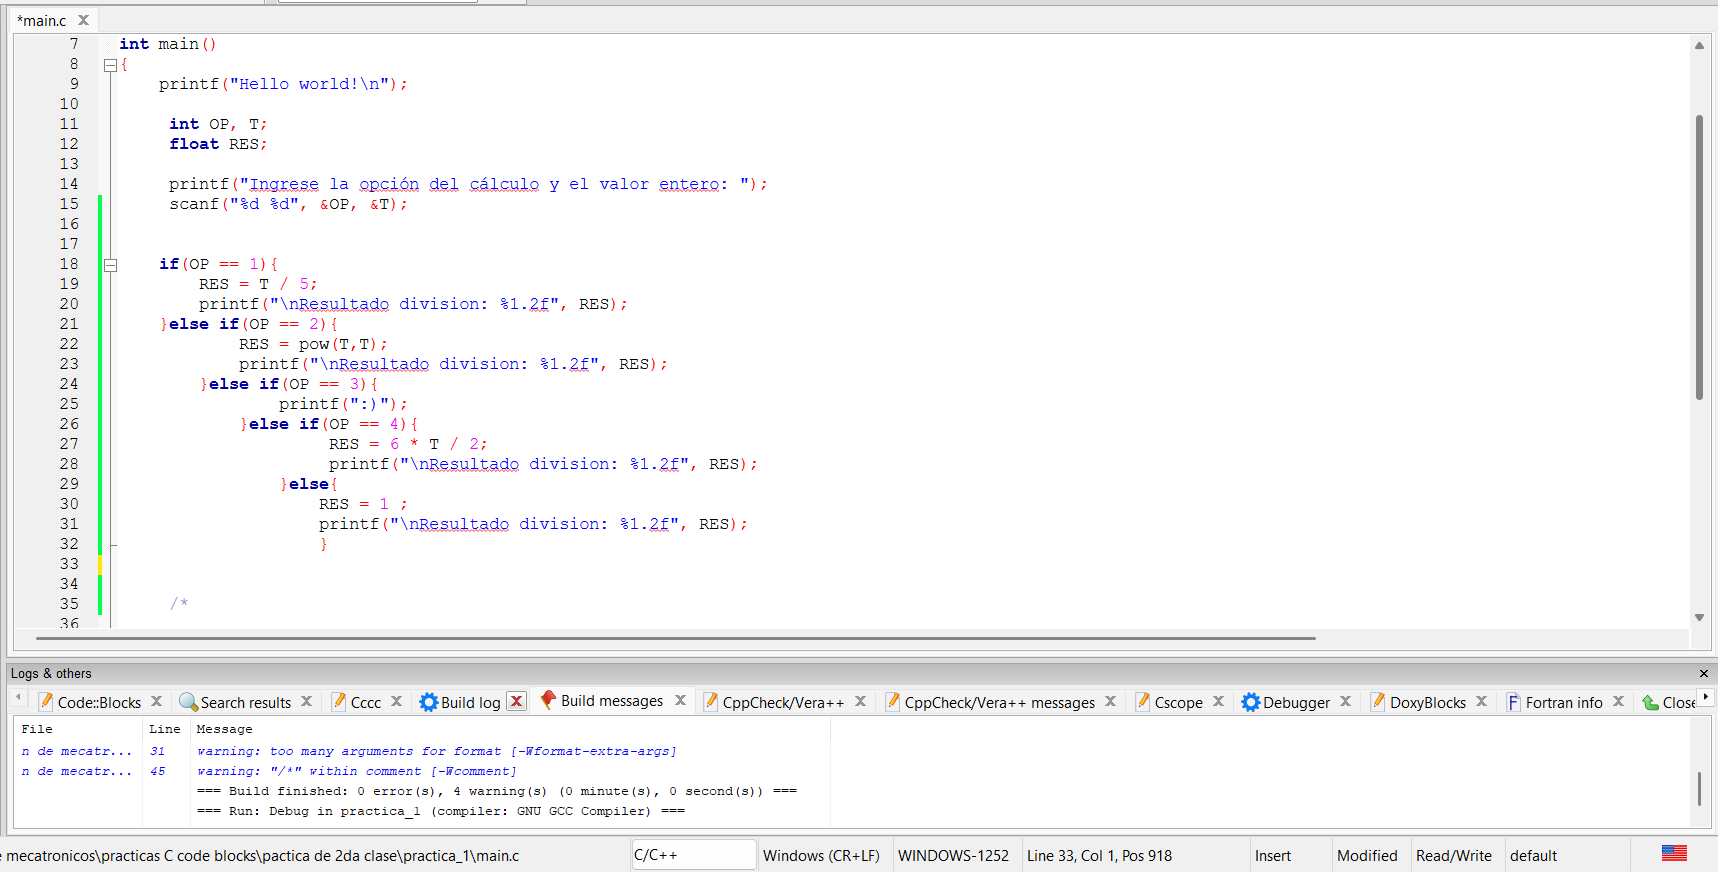 *main.c X
7 int main()
8 {
9 printf("Hello world!\n");
10
11 int OP, T;
12 float RES;
13
14 printf("Ingrese la opción del cálculo y el valor entero: ");
15 scanf("%d %d", &OP, &T);
16
17
18 if(OP == 1){
19 RES = T / 5;
20 printf("\nResultado division: %1.2f", RES);
21 }else if(OP == 2){
22 RES = pow(T,T);
23 printf("\nResultado division: %1.2f", RES);
24 }else if(OP == 3){
25 printf(":)");
26 }else if(OP == 4){
27 RES = 6 * T / 2;
28 printf("\nResultado division: %1.2f", RES);
29 }else{
30 RES = 1 ;
31 printf("\nResultado division: %1.2f", RES);
32 }
33
34
35 /*
36
Logs & others
Code::Blocks Search results Cccc Build log Build messages CppCheck/Vera++ CppCheck/Vera++ messages Cscope Debugger DoxyBlocks Fortran info Close
File Line Message
n de mecatr... 31 warning: too many arguments for format [-Wformat-extra-args]
n de mecatr... 45 warning: "/*" within comment [-Wcomment]
=== Build finished: 0 error(s), 4 warning(s) (0 minute(s), 0 second(s)) ===
=== Run: Debug in practica_1 (compiler: GNU GCC Compiler) ===
mecatronicos\practicas C code blocks\pactica de 2da clase\practica_1\main.c C/C++ Windows (CR+LF) WINDOWS-1252 Line 33, Col 1, Pos 918 Insert Modified Read/Write default